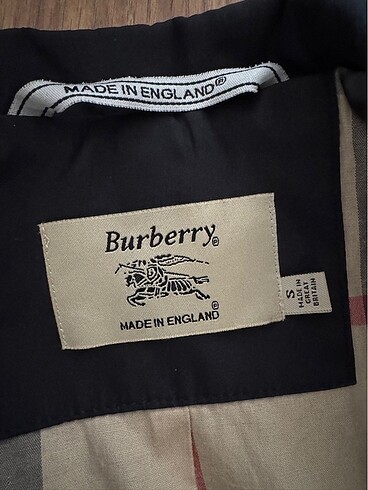 MADE IN ENGLAND®
Burberry®
®
MADE IN ENGLAND
S
MADE IN
GREAT
BRITAIN